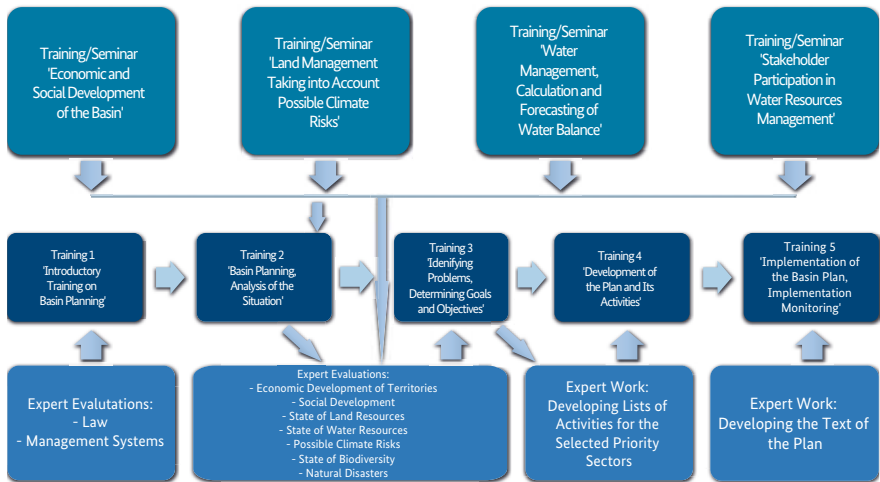 Training/Seminar
'Economic and
Social Development
of the Basin'
Training/Seminar
'Land Management
Taking into Account
Possible Climate
Risks'
Training/Seminar
'Water
Management,
Calculation and
Forecasting of
Water Balance'
Training/Seminar
'Stakeholder
Participation in
Water Resources
Management'
Training 1
'Introductory
Training on
Basin Planning'
Training 2
'Basin Planning,
Analysis of the
Situation'
Training 3
'Idenifying
Problems,
Determining Goals
and Objectives'
Training 4
'Development of
the Plan and Its
Activities'
Training 5
'Implementation of
the Basin Plan,
Implementation
Monitoring'
Expert Evalutations:
- Law
- Management Systems
Expert Evaluations:
- Economic Development of Territories
- Social Development
- State of Land Resources
- State of Water Resources
- Possible Climate Risks
- State of Biodiversity
- Natural Disasters
Expert Work:
Developing Lists of
Activities for the
Selected Priority
Sectors
Expert Work:
Developing the Text of
the Plan